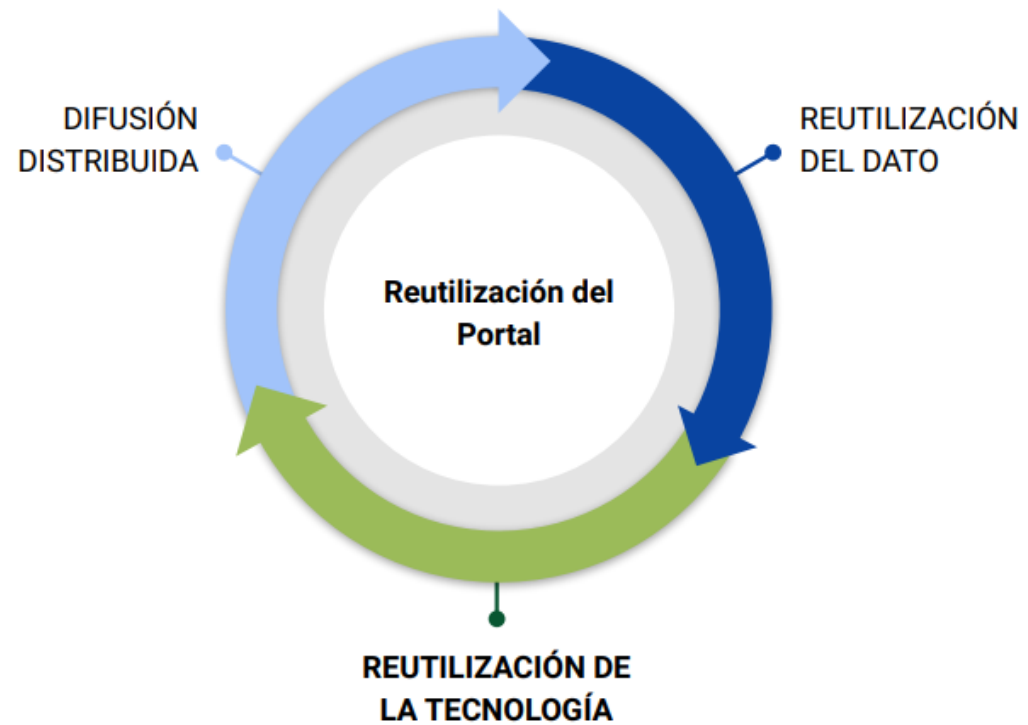 DIFUSIÓN
DISTRIBUIDA
REUTILIZACIÓN
DEL DATO
Reutilización del
Portal
REUTILIZACIÓN DE
LA TECNOLOGÍA